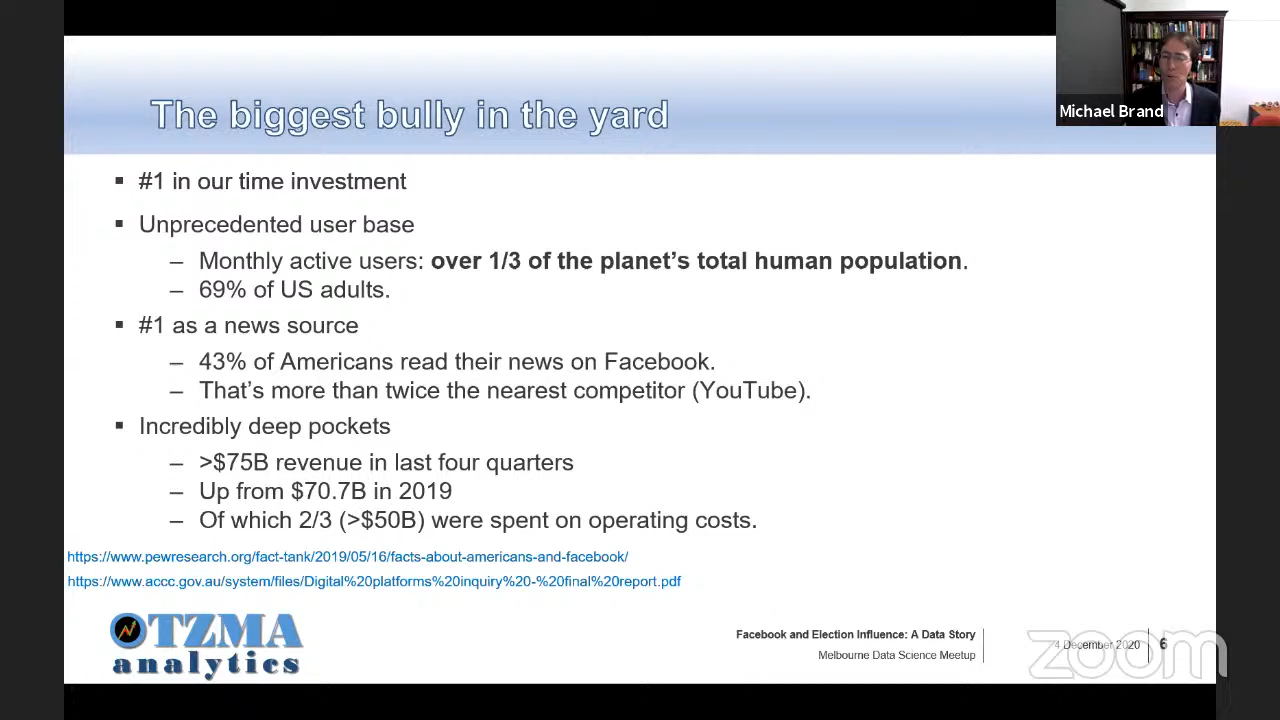 The biggest bully in the yard
Michael Brand
▪ #1 in our time investment
▪ Unprecedented user base
– Monthly active users: over 1/3 of the planet's total human population.
– 69% of US adults.
▪ #1 as a news source
– 43% of Americans read their news on Facebook.
– That's more than twice the nearest competitor (YouTube).
▪ Incredibly deep pockets
– >$75B revenue in last four quarters
– Up from $70.7B in 2019
– Of which 2/3 (>$50B) were spent on operating costs.
https://www.pewresearch.org/fact-tank/2019/05/16/facts-about-americans-and-facebook/
https://www.accc.gov.au/system/files/Digital%20platforms%20inquiry%20-%20final%20report.pdf
OTZMA
analytics
Facebook and Election Influence: A Data Story
Melbourne Data Science Meetup
4 December 2020
6
zoom